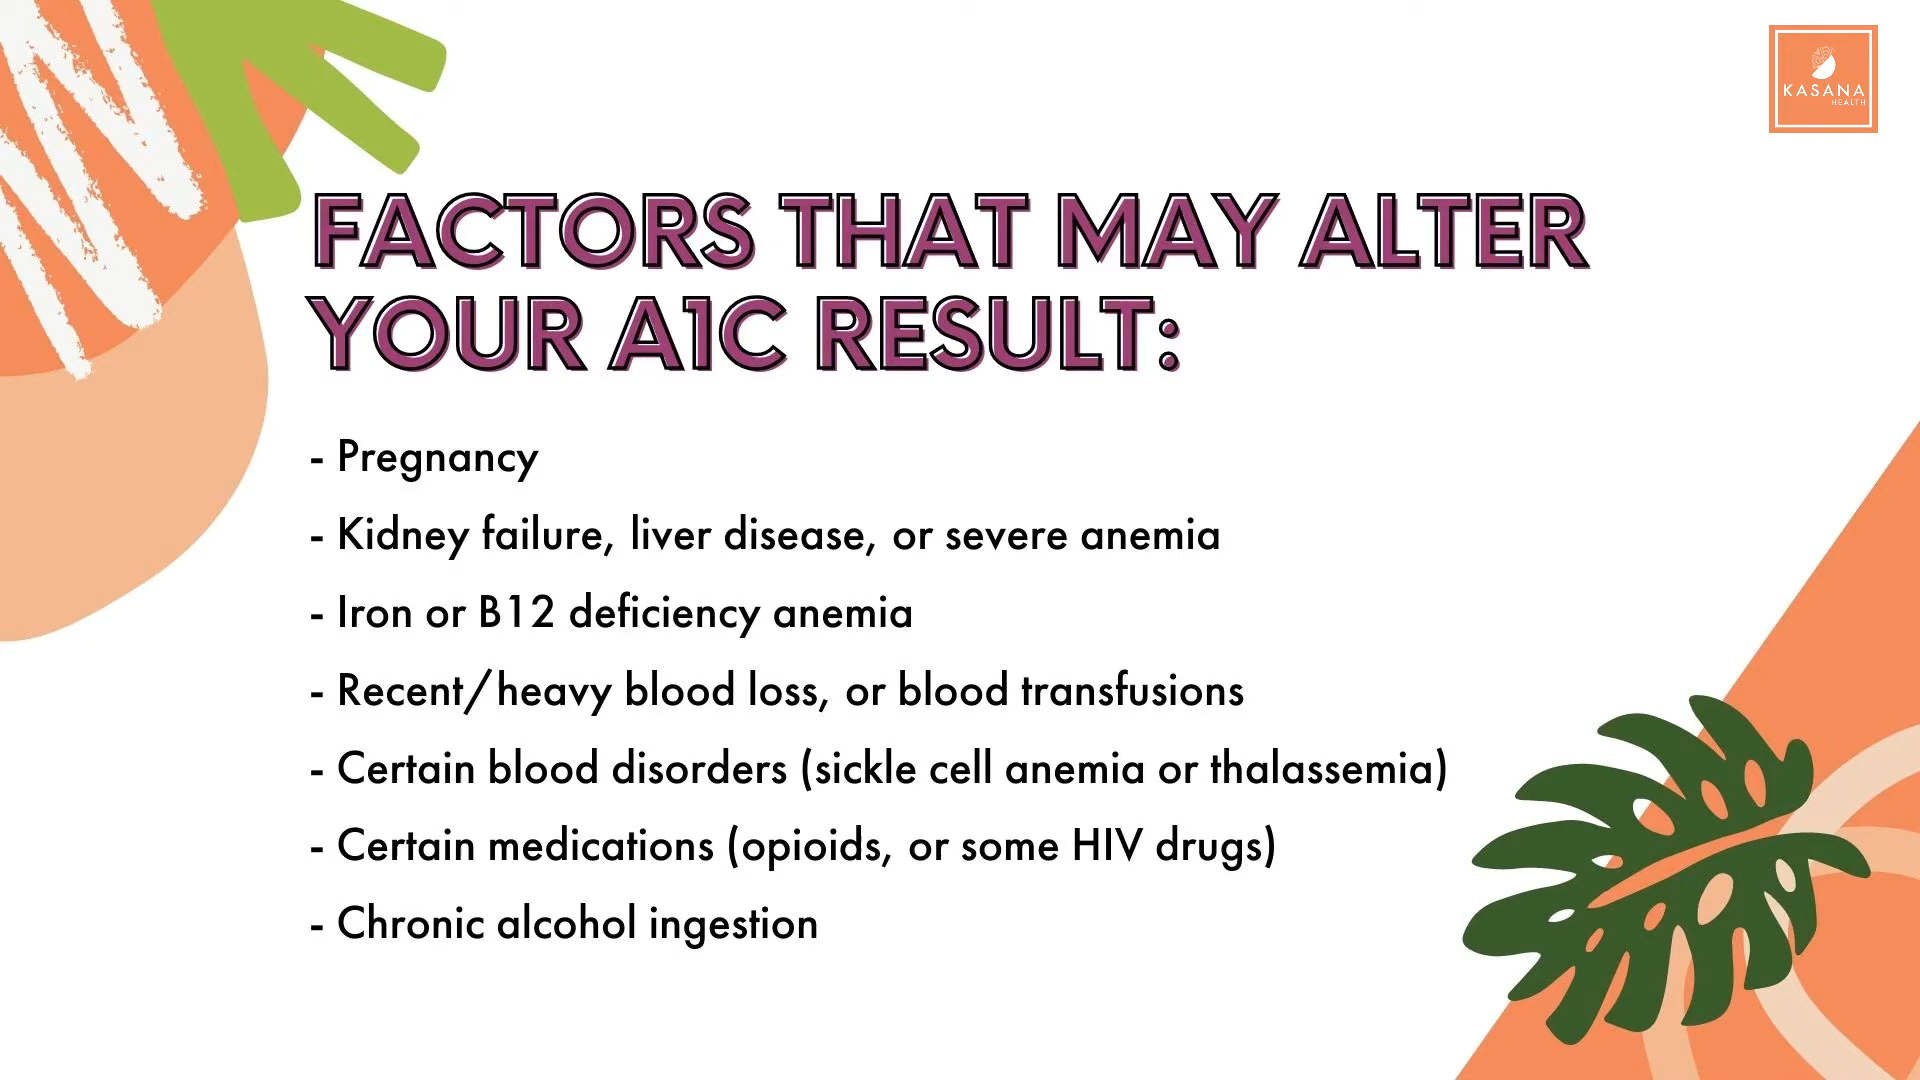 KASANA
HEALTH
FACTORS THAT MAY ALTER
YOUR A1C RESULT:
- Pregnancy
- Kidney failure, liver disease, or severe anemia
- Iron or B12 deficiency anemia
- Recent/heavy blood loss, or blood transfusions
- Certain blood disorders (sickle cell anemia or thalassemia)
- Certain medications (opioids, or some HIV drugs)
- Chronic alcohol ingestion